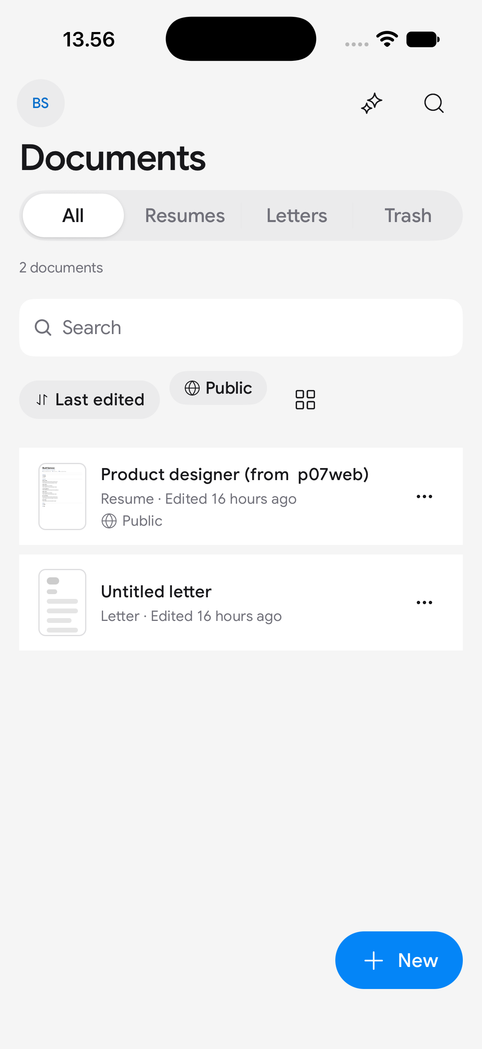 13.56
BS
Documents
All Resumes Letters Trash
2 documents
Search
Last edited Public
Product designer (from p07web)
Resume · Edited 16 hours ago
Public
Untitled letter
Letter · Edited 16 hours ago
New